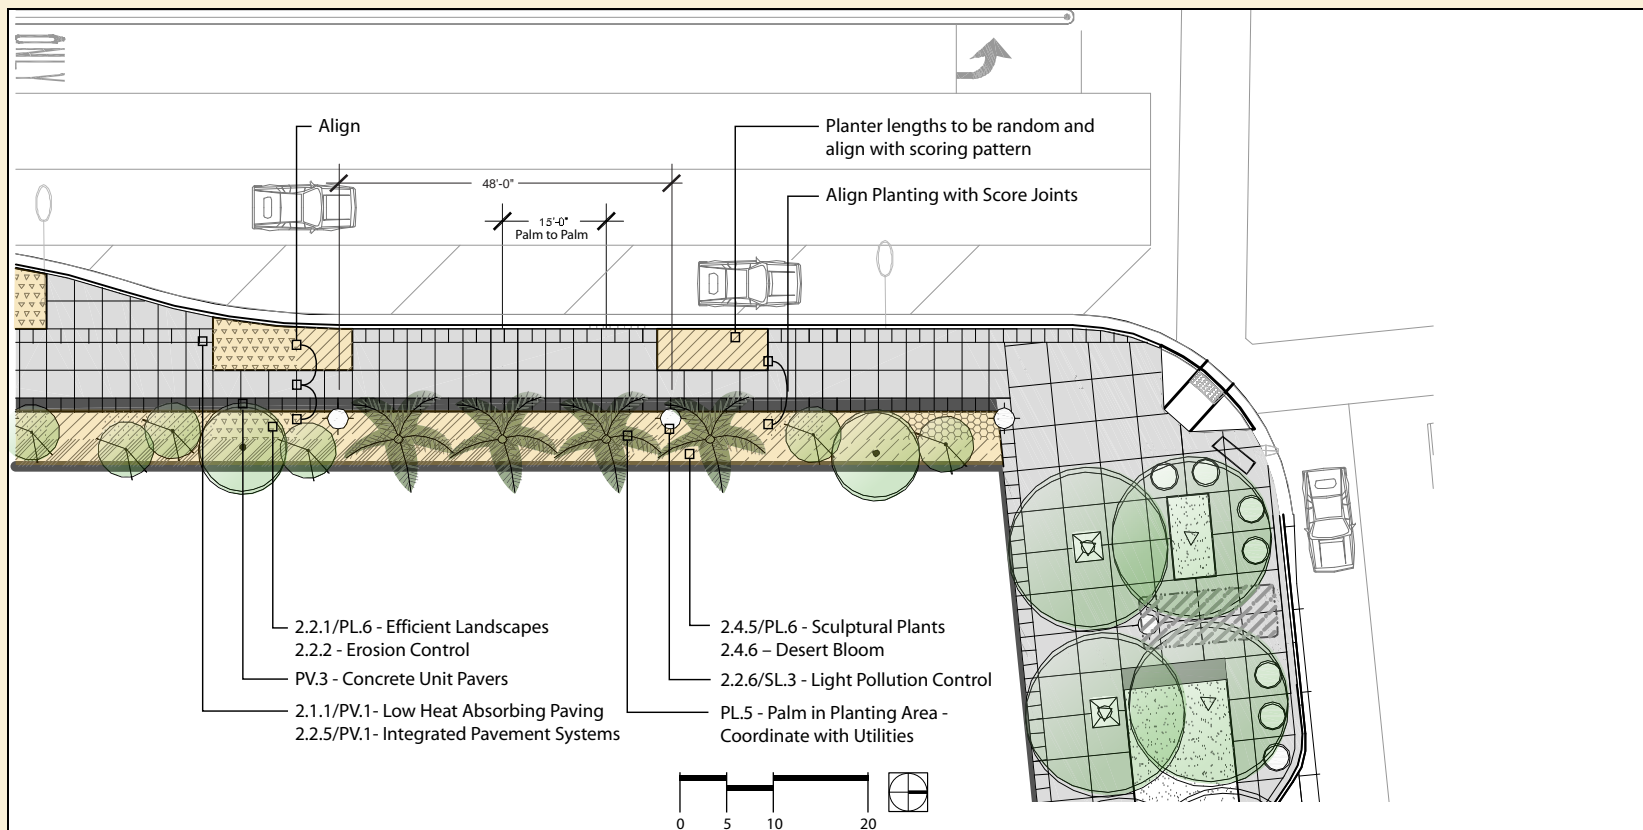 ONLY
Align
Planter lengths to be random and
align with scoring pattern
48'-0"
Align Planting with Score Joints
15'-0"
Palm to Palm
2.2.1/PL.6 - Efficient Landscapes
2.2.2 - Erosion Control
PV.3 - Concrete Unit Pavers
2.1.1/PV.1- Low Heat Absorbing Paving
2.2.5/PV.1- Integrated Pavement Systems
2.4.5/PL.6 - Sculptural Plants
2.4.6 – Desert Bloom
2.2.6/SL.3 - Light Pollution Control
PL.5 - Palm in Planting Area -
Coordinate with Utilities
0 5 10 20